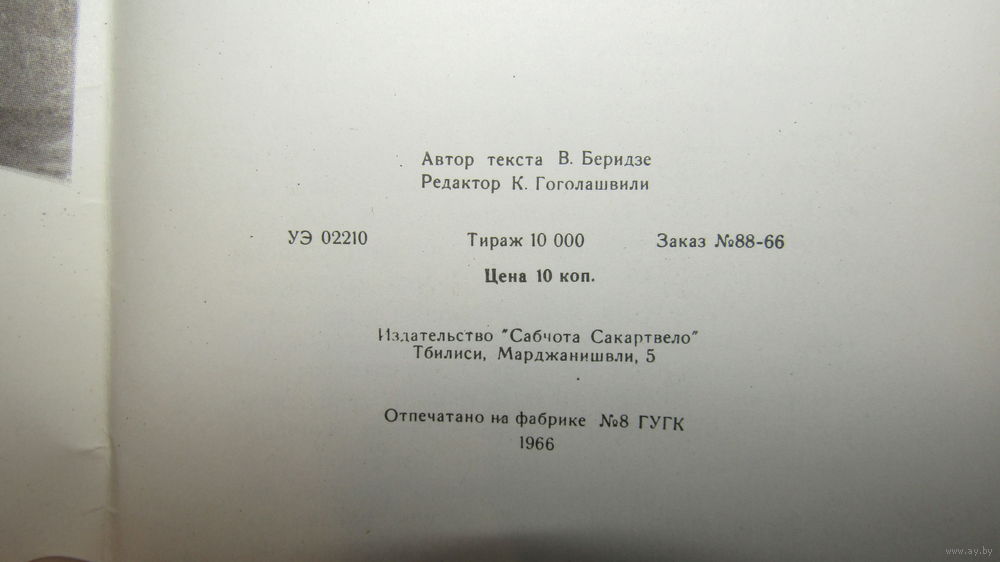 Автор текста В. Беридзе
Редактор К. Гоголашвили
УЭ 02210 Тираж 10 000 Заказ №88-66
Цена 10 коп.
Издательство "Сабчота Сакартвело"
Тбилиси, Марджанишвли, 5
Отпечатано на фабрике №8 ГУГК
1966
www.ay.by